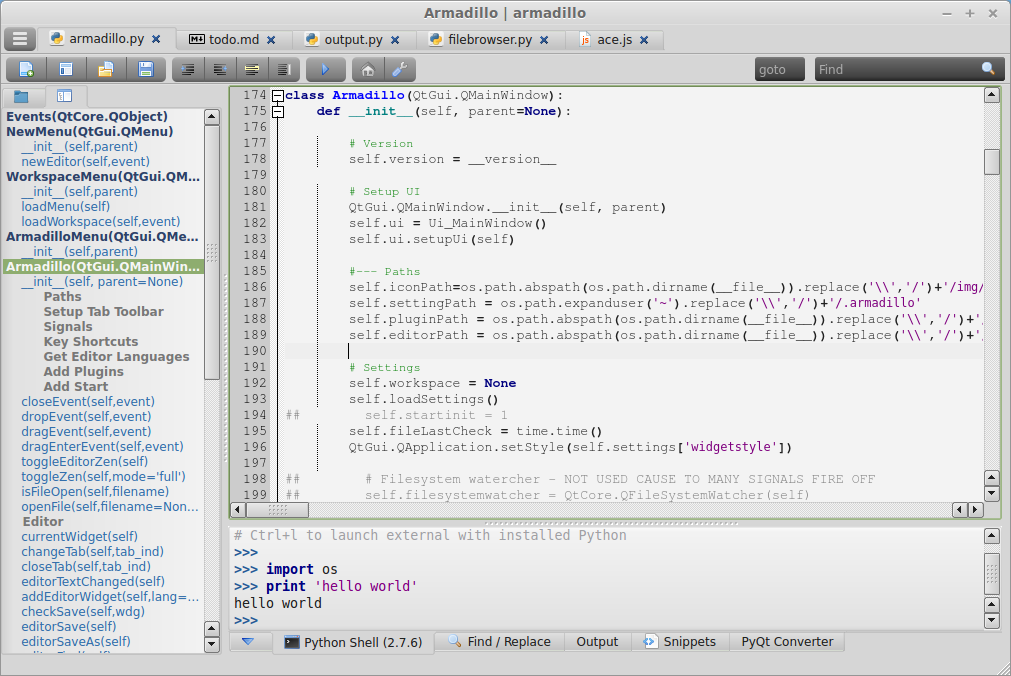 Armadillo | armadillo
armadillo.py
todo.md
output.py
filebrowser.py
ace.js
goto
Find
Events(QtCore.QObject)
NewMenu(QtGui.QMenu)
__init__(self,parent)
newEditor(self,event)
WorkspaceMenu(QtGui.QM...
__init__(self,parent)
loadMenu(self)
loadWorkspace(self,event)
ArmadilloMenu(QtGui.QMe...
__init__(self,parent)
Armadillo(QtGui.QMainWin...
__init__(self, parent=None)
Paths
Setup Tab Toolbar
Signals
Key Shortcuts
Get Editor Languages
Add Plugins
Add Start
closeEvent(self,event)
dropEvent(self,event)
dragEvent(self,event)
dragEnterEvent(self,event)
toggleEditorZen(self)
toggleZen(self,mode='full')
isFileOpen(self,filename)
openFile(self,filename=Non...
Editor
currentWidget(self)
changeTab(self,tab_ind)
closeTab(self,tab_ind)
editorTextChanged(self)
addEditorWidget(self,lang=...
checkSave(self,wdg)
editorSave(self)
editorSaveAs(self)
174 class Armadillo(QtGui.QMainWindow):
175 def __init__(self, parent=None):
176
177 # Version
178 self.version = __version__
179
180 # Setup UI
181 QtGui.QMainWindow.__init__(self, parent)
182 self.ui = Ui_MainWindow()
183 self.ui.setupUi(self)
184
185 #--- Paths
186 self.iconPath=os.path.abspath(os.path.dirname(__file__)).replace('\\','/')+'/img/
187 self.settingPath = os.path.expanduser('~').replace('\\','/')+'/.armadillo'
188 self.pluginPath = os.path.abspath(os.path.dirname(__file__)).replace('\\','/')+'/
189 self.editorPath = os.path.abspath(os.path.dirname(__file__)).replace('\\','/')+'/
190
191 # Settings
192 self.workspace = None
193 self.loadSettings()
194 ## self.startinit = 1
195 self.fileLastCheck = time.time()
196 QtGui.QApplication.setStyle(self.settings['widgetstyle'])
197
198 ## # Filesystem watercher - NOT USED CAUSE TO MANY SIGNALS FIRE OFF
199 ## self.filesystemwatcher = QtCore.QFileSystemWatcher(self)
# Ctrl+l to launch external with installed Python
>>>
>>> import os
>>> print 'hello world'
hello world
>>>
Python Shell (2.7.6)
Find / Replace
Output
Snippets
PyQt Converter